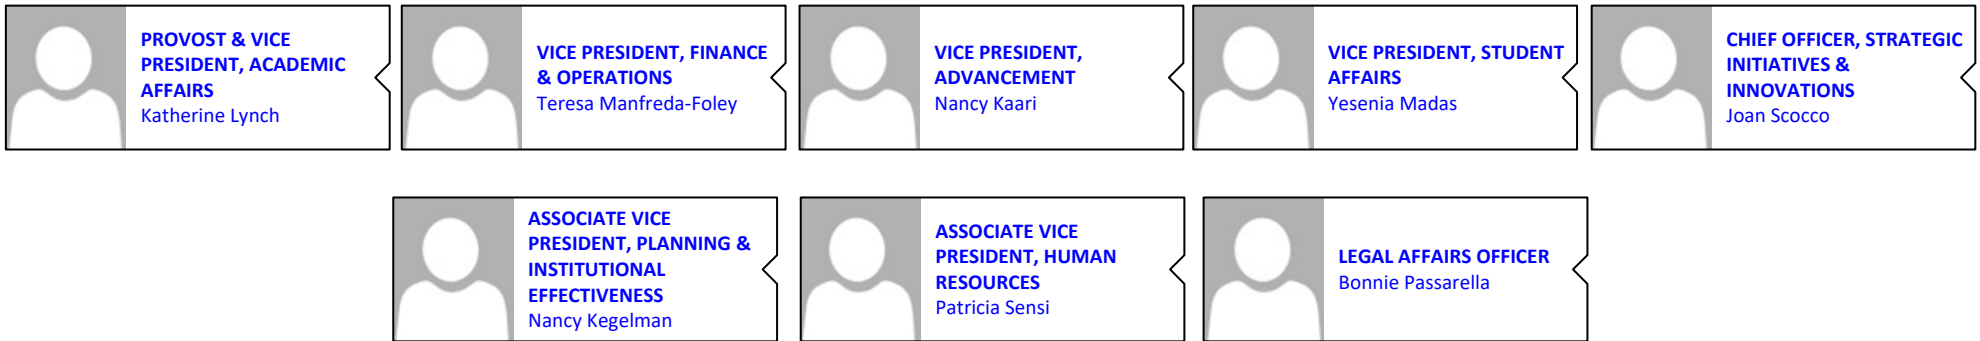 PROVOST & VICE
PRESIDENT, ACADEMIC
AFFAIRS
Katherine Lynch
VICE PRESIDENT, FINANCE
& OPERATIONS
Teresa Manfreda-Foley
VICE PRESIDENT,
ADVANCEMENT
Nancy Kaari
VICE PRESIDENT, STUDENT
AFFAIRS
Yesenia Madas
CHIEF OFFICER, STRATEGIC
INITIATIVES &
INNOVATIONS
Joan Scocco
ASSOCIATE VICE
PRESIDENT, PLANNING &
INSTITUTIONAL
EFFECTIVENESS
Nancy Kegelman
ASSOCIATE VICE
PRESIDENT, HUMAN
RESOURCES
Patricia Sensi
LEGAL AFFAIRS OFFICER
Bonnie Passarella